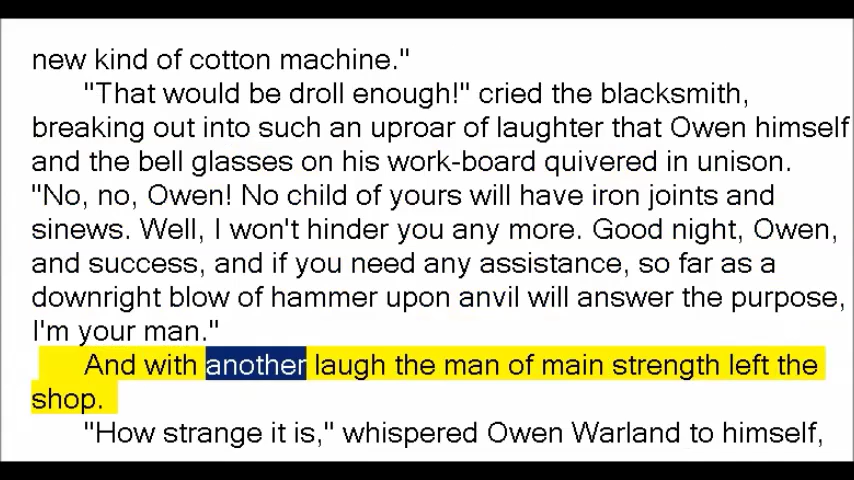 new kind of cotton machine."
"That would be droll enough!" cried the blacksmith,
breaking out into such an uproar of laughter that Owen himself
and the bell glasses on his work-board quivered in unison.
"No, no, Owen! No child of yours will have iron joints and
sinews. Well, I won't hinder you any more. Good night, Owen,
and success, and if you need any assistance, so far as a
downright blow of hammer upon anvil will answer the purpose,
I'm your man."
And with another laugh the man of main strength left the
shop.
"How strange it is," whispered Owen Warland to himself,